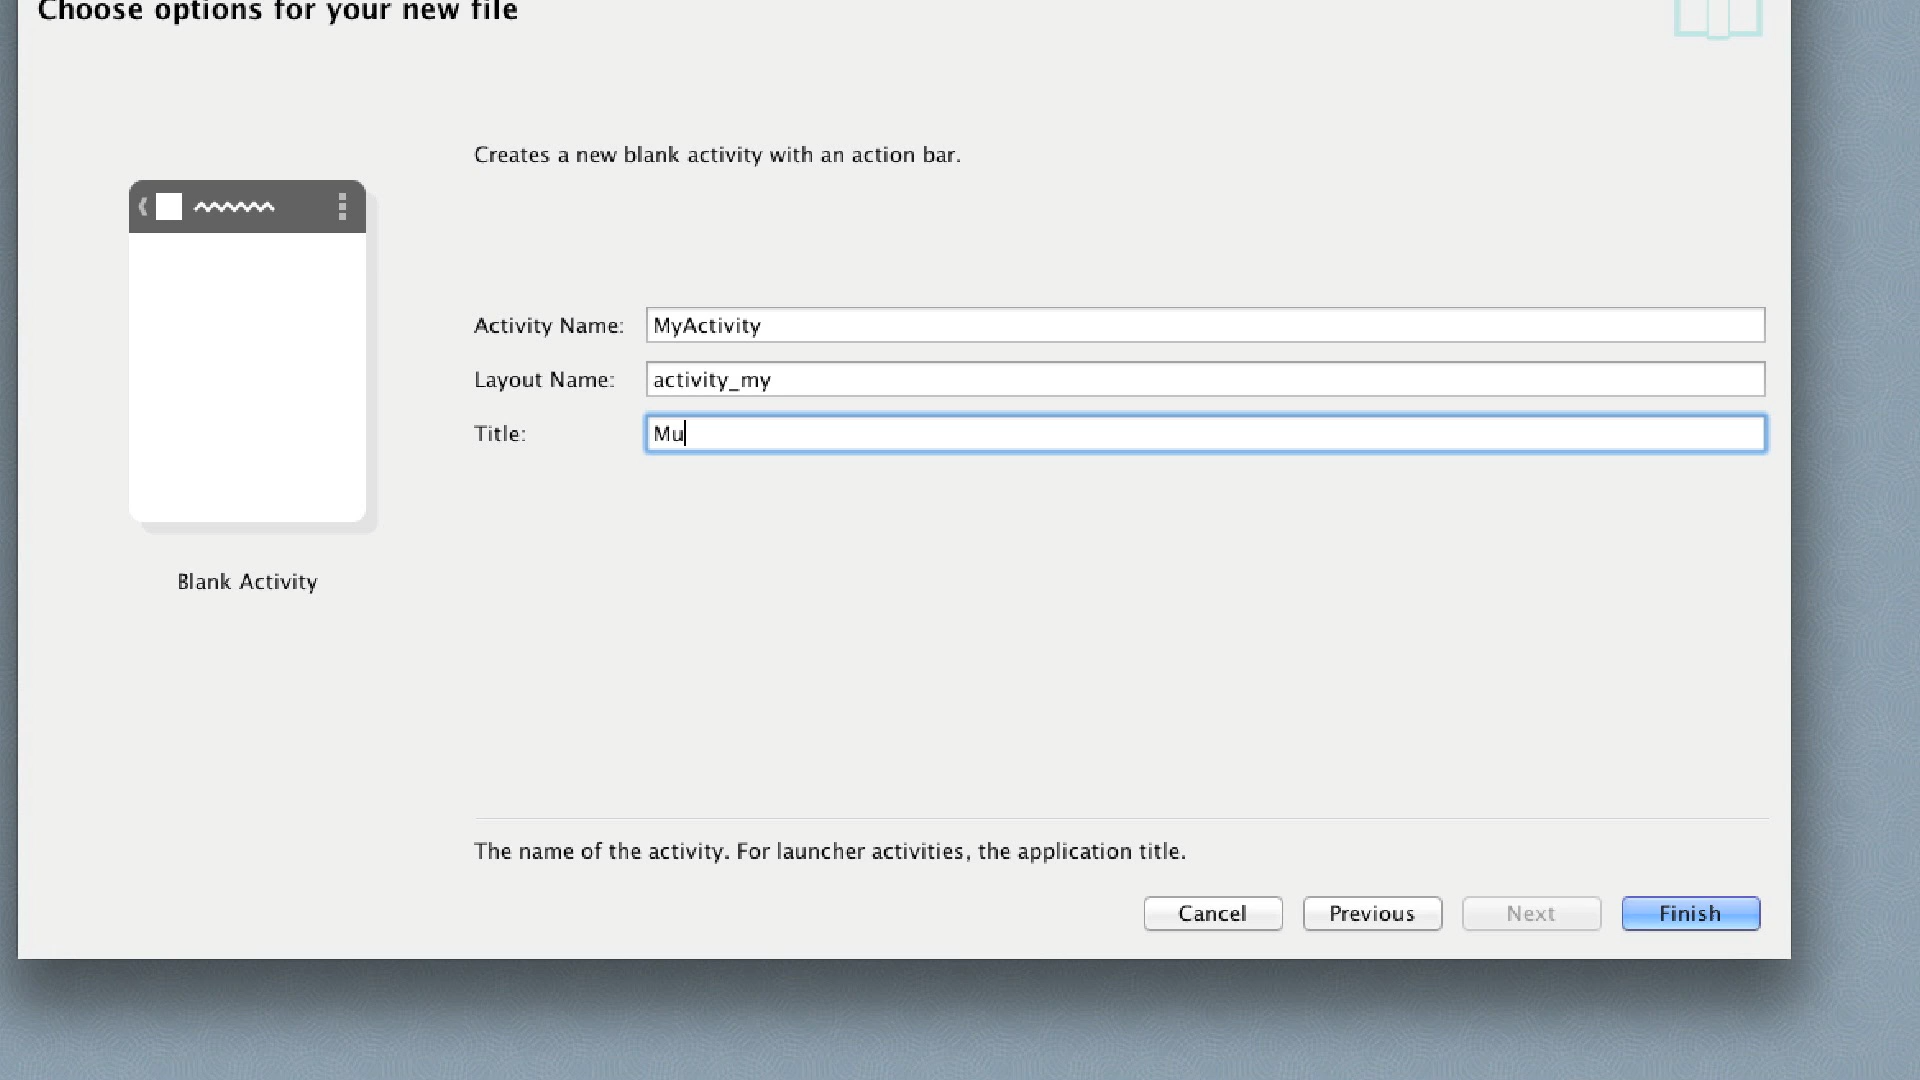 Choose options for your new file
Creates a new blank activity with an action bar.
Activity Name: MyActivity
Layout Name: activity_my
Title: Mu
Blank Activity
The name of the activity. For launcher activities, the application title.
Cancel Previous Next Finish